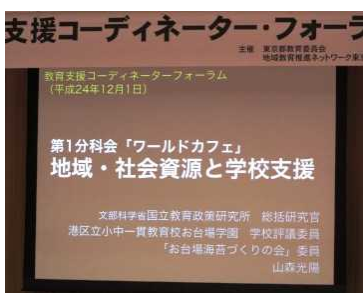 支援コーディネーター・フォーラ
主催 東京都教育委員会
地域教育推進ネットワーク東京
教育支援コーディネーターフォーラム
（平成24年12月1日）
第1分科会「ワールドカフェ」
地域・社会資源と学校支援
文部科学省国立教育政策研究所 総括研究官
港区立小中一貫教育校お台場学園 学校評議委員
「お台場海苔づくりの会」委員
山森光陽